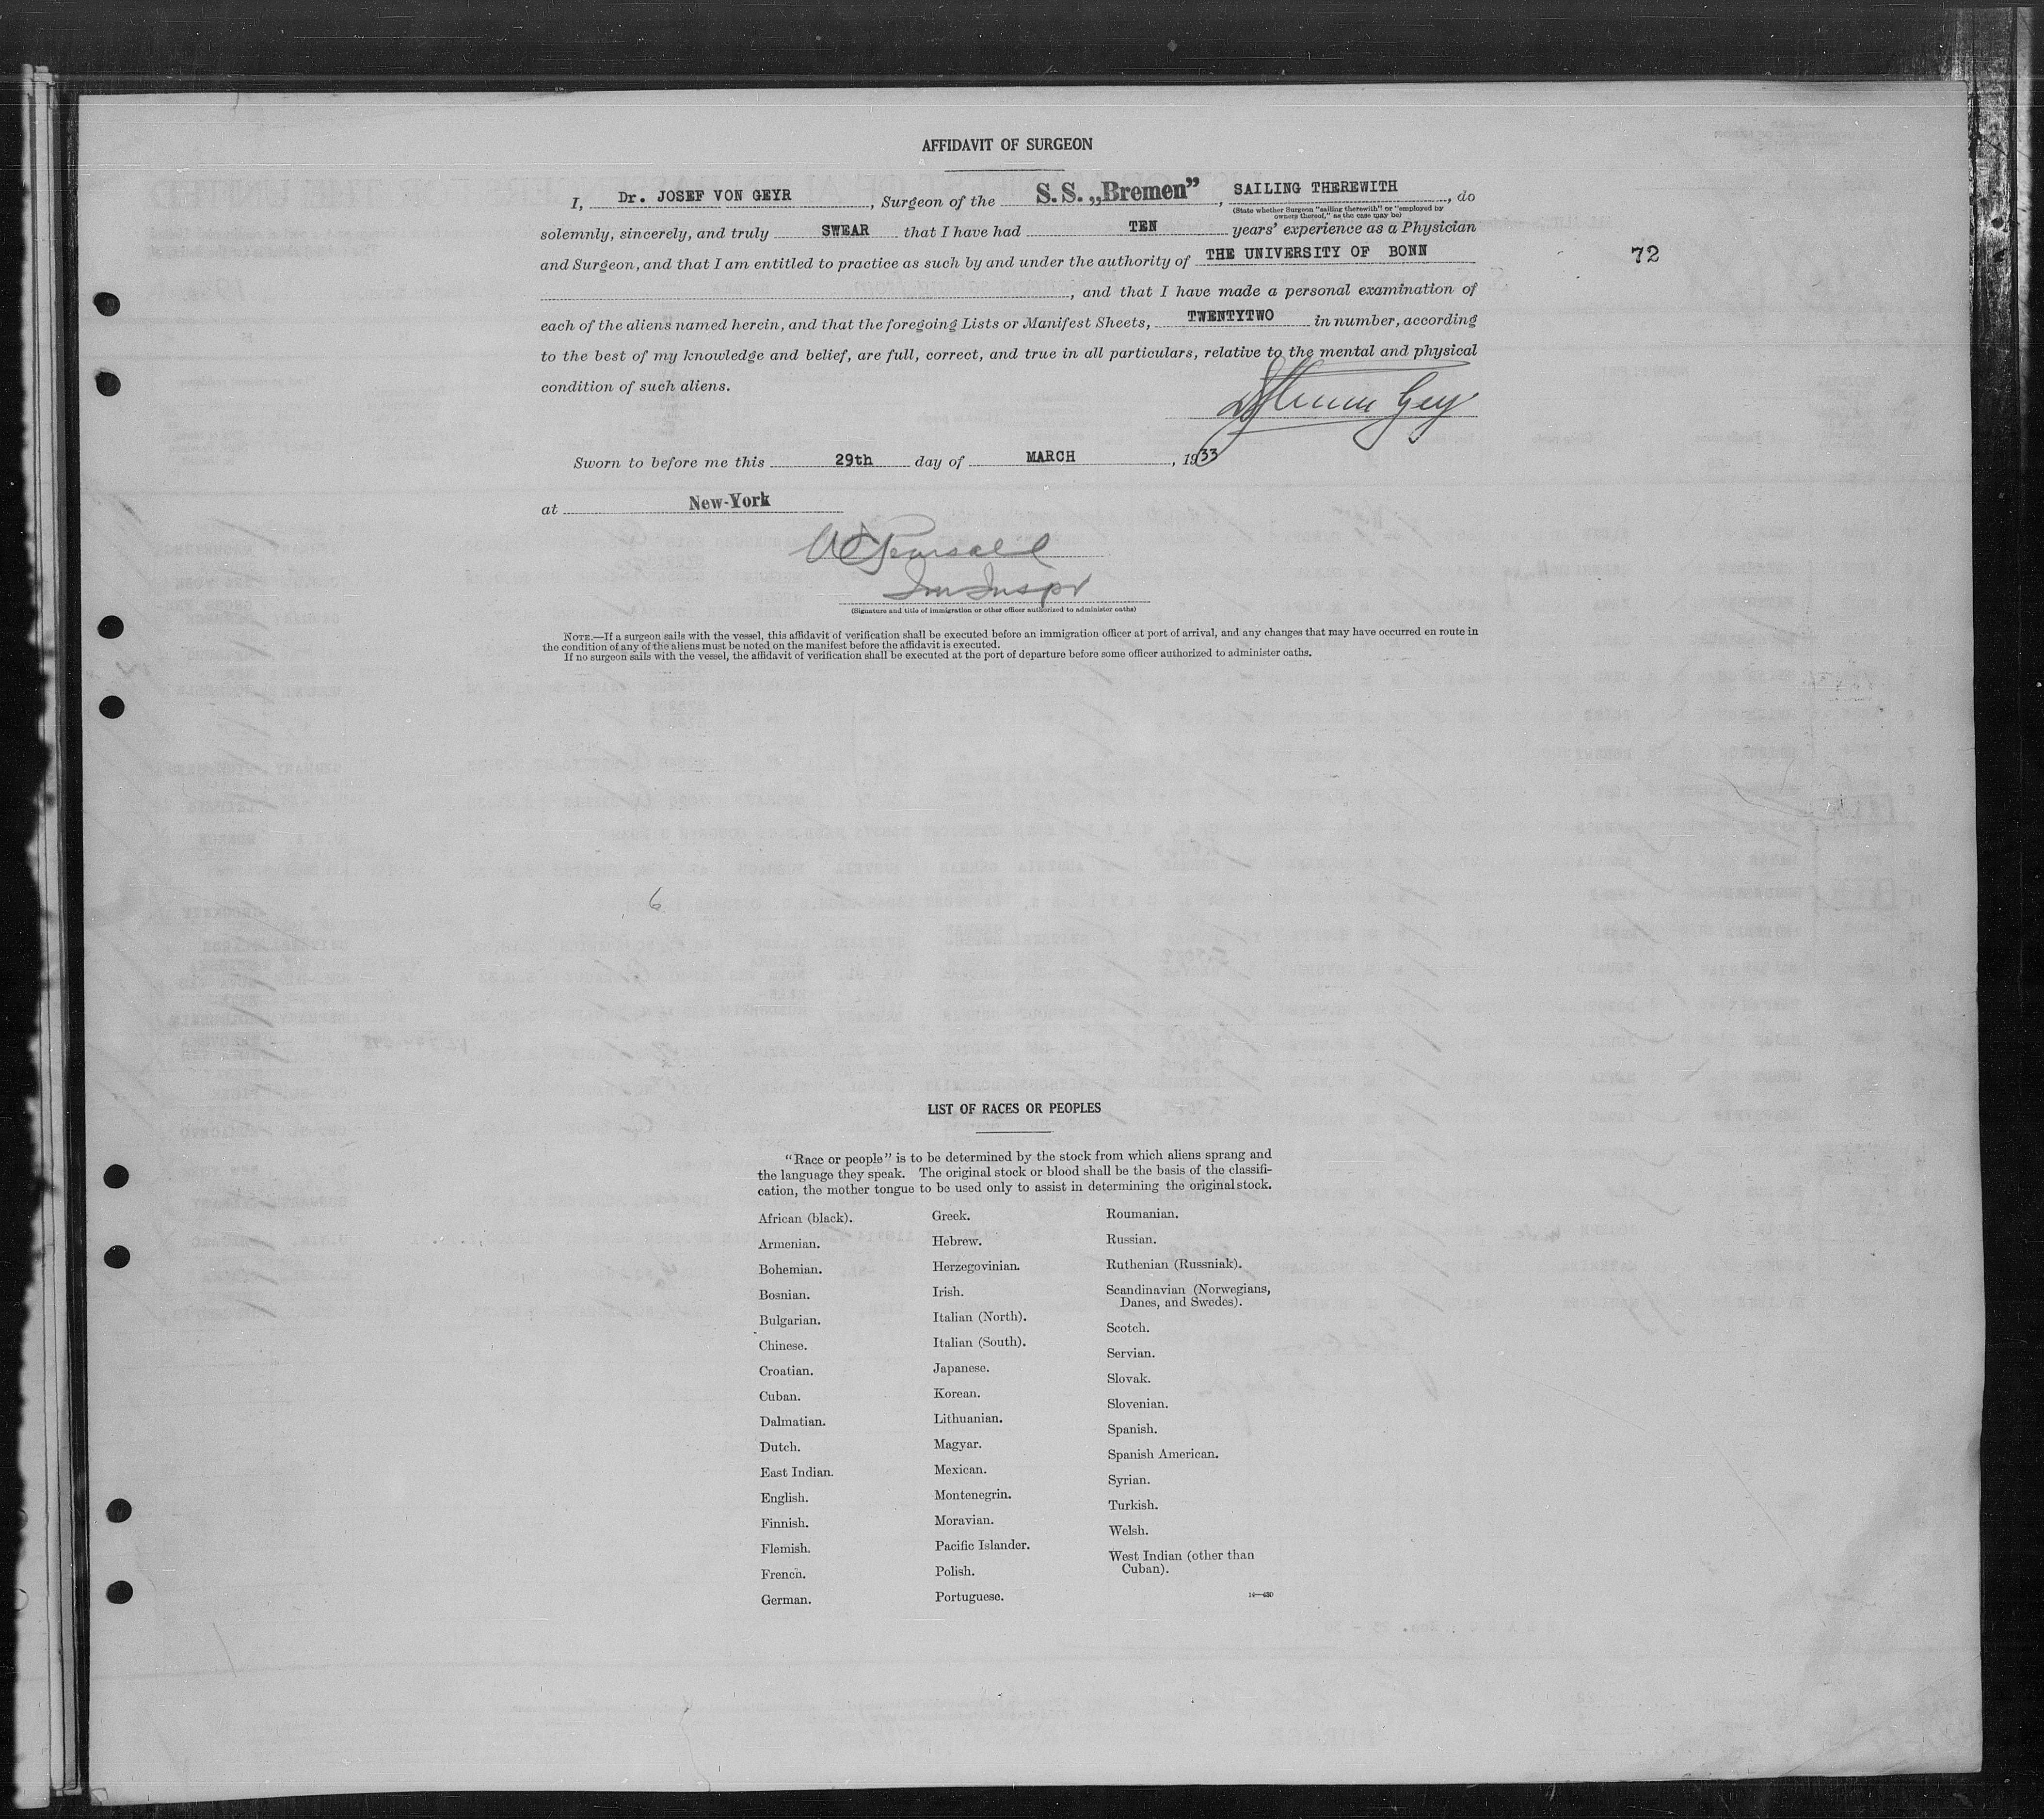 AFFIDAVIT OF SURGEON
I, Dr. JOSEF VON GEYR, Surgeon of the S.S. „Bremen”, SAILING THEREWITH, do
(State whether Surgeon "sailing therewith" or "employed by
owners thereof," as the case may be)
solemnly, sincerely, and truly SWEAR that I have had TEN years' experience as a Physician
and Surgeon, and that I am entitled to practice as such by and under the authority of THE UNIVERSITY OF BONN
72
, and that I have made a personal examination of
each of the aliens named herein, and that the foregoing Lists or Manifest Sheets, TWENTYTWO in number, according
to the best of my knowledge and belief, are full, correct, and true in all particulars, relative to the mental and physical
condition of such aliens.
Sworn to before me this 29th day of MARCH, 1933
at New-York
Pearsall
Im Inspr
(Signature and title of immigration or other officer authorized to administer oaths)
NOTE.—If a surgeon sails with the vessel, this affidavit of verification shall be executed before an immigration officer at port of arrival, and any changes that may have occurred en route in
the condition of any of the aliens must be noted on the manifest before the affidavit is executed.
If no surgeon sails with the vessel, the affidavit of verification shall be executed at the port of departure before some officer authorized to administer oaths.
6
LIST OF RACES OR PEOPLES
"Race or people" is to be determined by the stock from which aliens sprang and
the language they speak. The original stock or blood shall be the basis of the classifi-
cation, the mother tongue to be used only to assist in determining the original stock.
African (black).
Armenian.
Bohemian.
Bosnian.
Bulgarian.
Chinese.
Croatian.
Cuban.
Dalmatian.
Dutch.
East Indian.
English.
Finnish.
Flemish.
French.
German.
Greek.
Hebrew.
Herzegovinian.
Irish.
Italian (North).
Italian (South).
Japanese.
Korean.
Lithuanian.
Magyar.
Mexican.
Montenegrin.
Moravian.
Pacific Islander.
Polish.
Portuguese.
Roumanian.
Russian.
Ruthenian (Russniak).
Scandinavian (Norwegians,
Danes, and Swedes).
Scotch.
Servian.
Slovak.
Slovenian.
Spanish.
Spanish American.
Syrian.
Turkish.
Welsh.
West Indian (other than
Cuban).
14—430